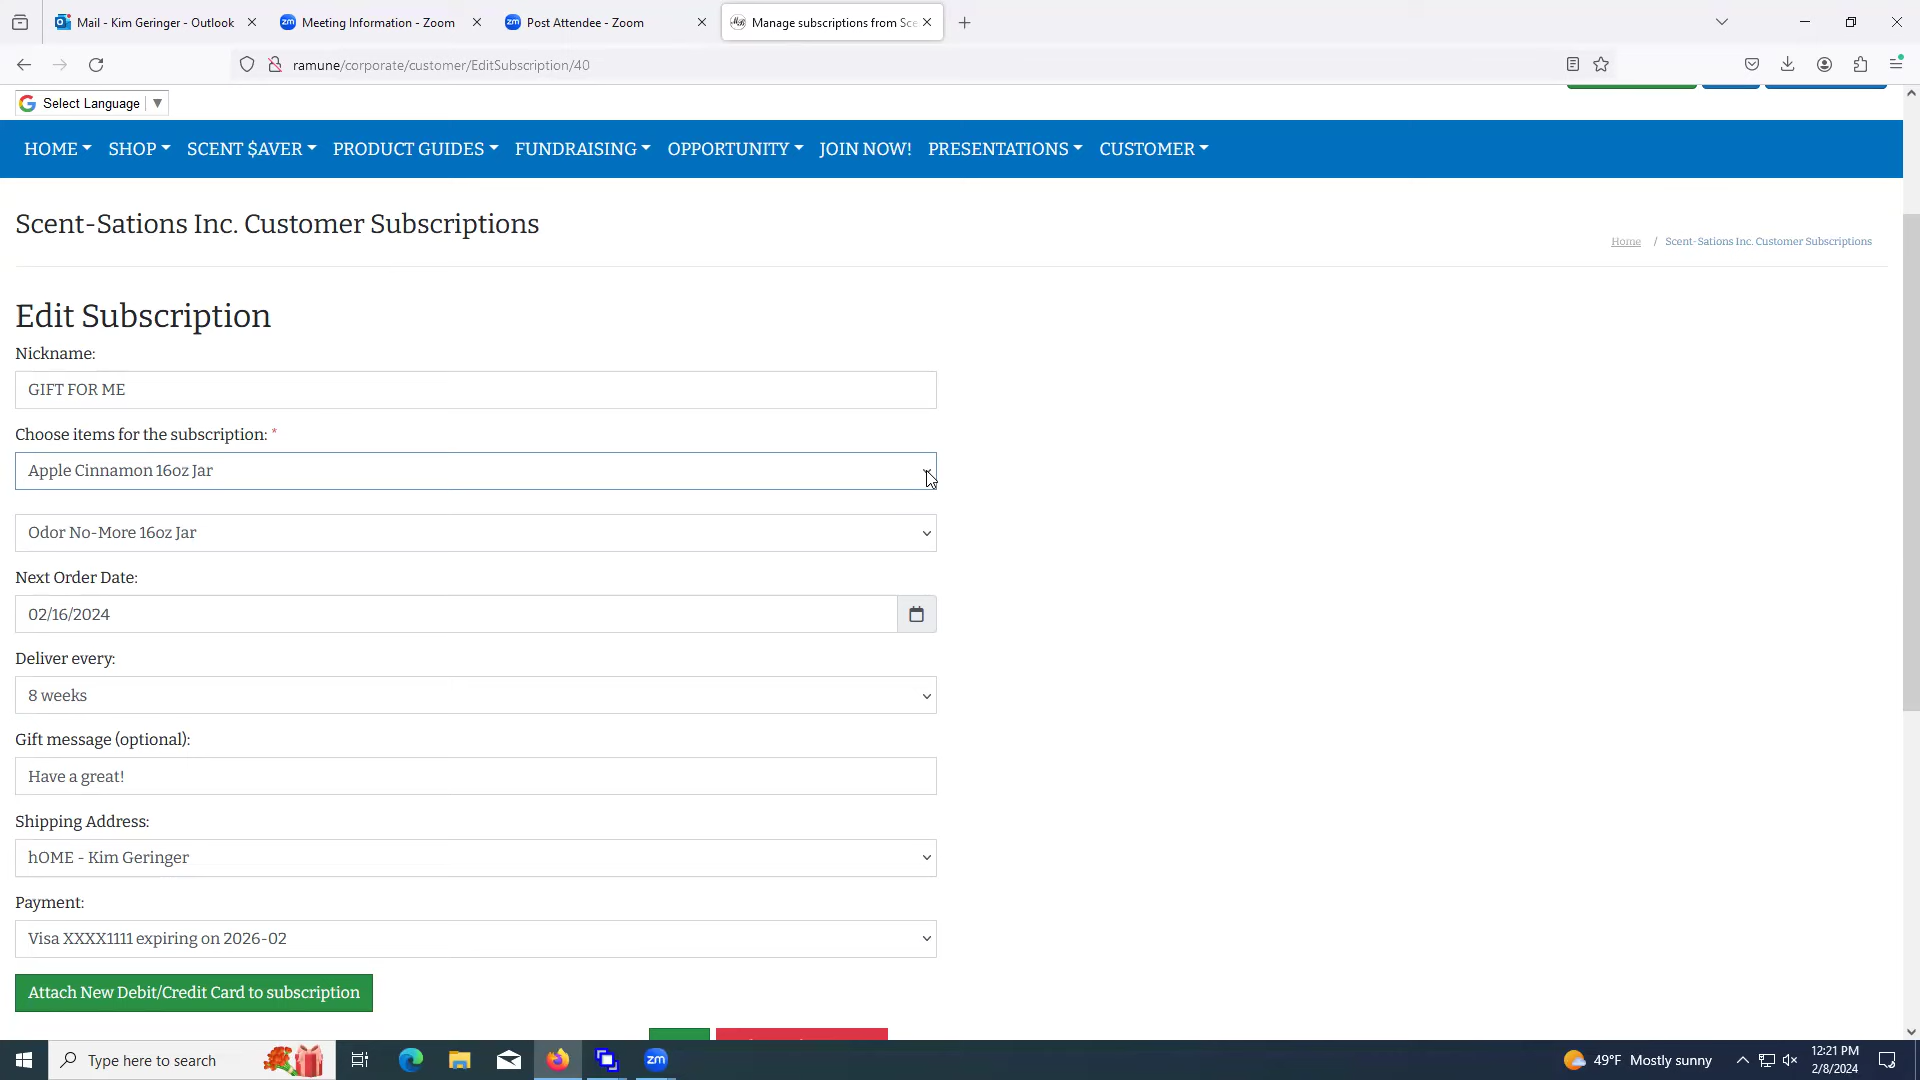 Mail - Kim Geringer - Outlook
Meeting Information - Zoom
Post Attendee - Zoom
Manage subscriptions from Sce
ramune/corporate/customer/EditSubscription/40
Select Language
HOME SHOP SCENT $AVER PRODUCT GUIDES FUNDRAISING OPPORTUNITY JOIN NOW! PRESENTATIONS CUSTOMER
Scent-Sations Inc. Customer Subscriptions
Home / Scent-Sations Inc. Customer Subscriptions
Edit Subscription
Nickname:
GIFT FOR ME
Choose items for the subscription: *
Apple Cinnamon 16oz Jar
Odor No-More 16oz Jar
Next Order Date:
02/16/2024
Deliver every:
8 weeks
Gift message (optional):
Have a great!
Shipping Address:
hOME - Kim Geringer
Payment:
Visa XXXX1111 expiring on 2026-02
Attach New Debit/Credit Card to subscription
Type here to search
zm
49°F Mostly sunny
12:21 PM
2/8/2024